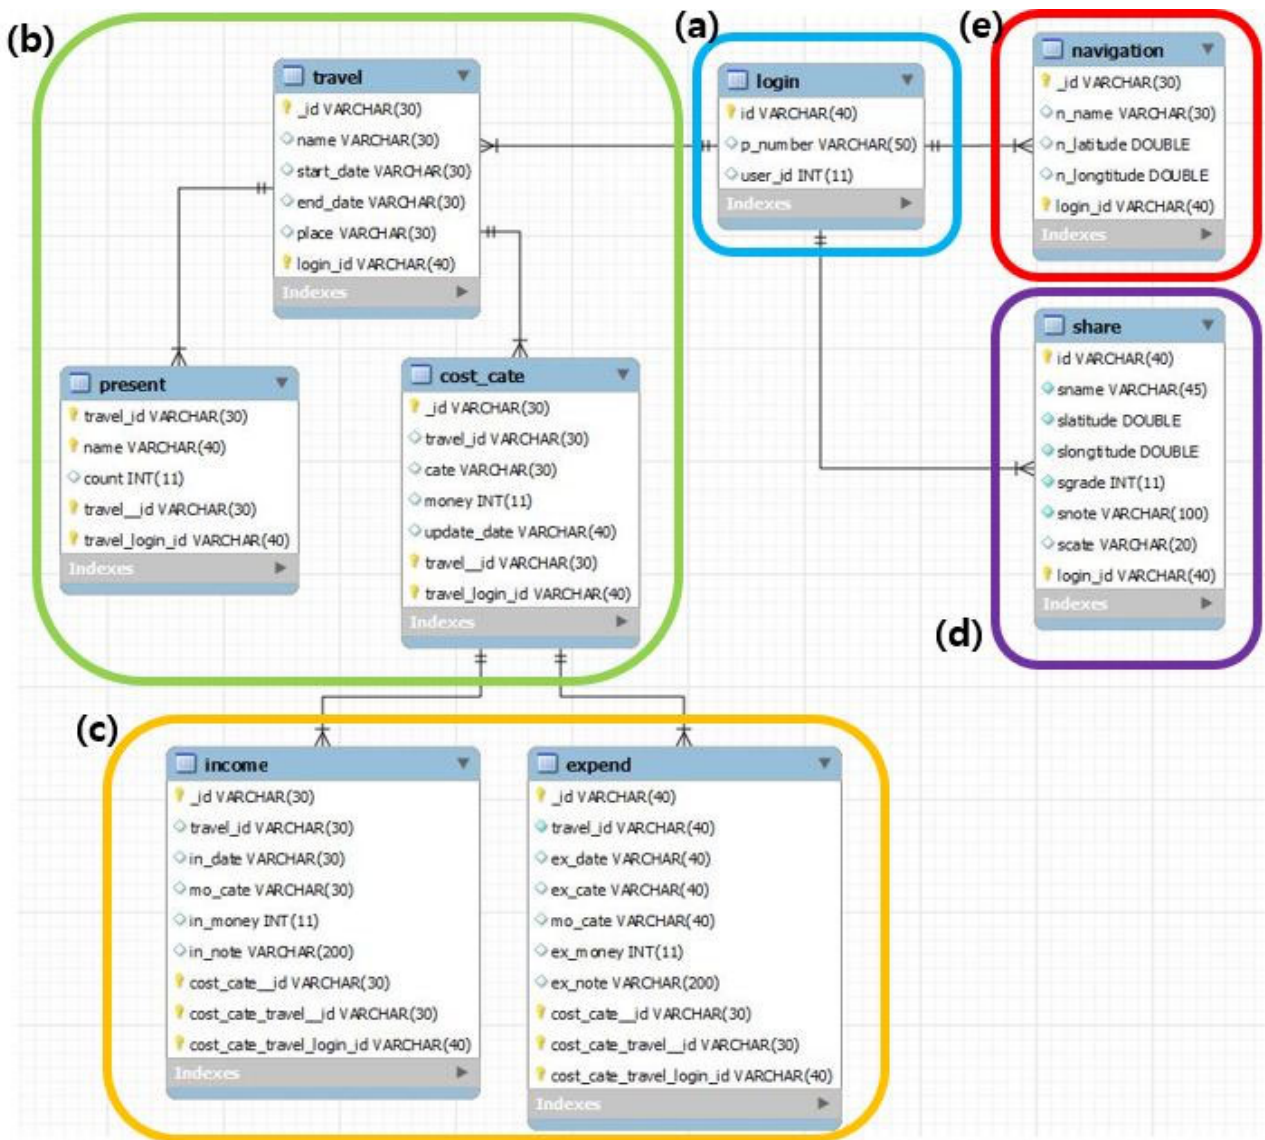 (b)
travel
_id VARCHAR(30)
name VARCHAR(30)
start_date VARCHAR(30)
end_date VARCHAR(30)
place VARCHAR(30)
login_id VARCHAR(40)
Indexes
present
travel_id VARCHAR(30)
name VARCHAR(40)
count INT(11)
travel__id VARCHAR(30)
travel_login_id VARCHAR(40)
Indexes
cost_cate
_id VARCHAR(30)
travel_id VARCHAR(30)
cate VARCHAR(30)
money INT(11)
update_date VARCHAR(40)
travel__id VARCHAR(30)
travel_login_id VARCHAR(40)
Indexes
(a)
login
id VARCHAR(40)
p_number VARCHAR(50)
user_id INT(11)
Indexes
(e)
navigation
_id VARCHAR(30)
n_name VARCHAR(30)
n_latitude DOUBLE
n_longtitude DOUBLE
login_id VARCHAR(40)
Indexes
share
id VARCHAR(40)
sname VARCHAR(45)
slatitude DOUBLE
slongtitude DOUBLE
sgrade INT(11)
snote VARCHAR(100)
scate VARCHAR(20)
login_id VARCHAR(40)
Indexes
(d)
(c)
income
_id VARCHAR(30)
travel_id VARCHAR(30)
in_date VARCHAR(30)
mo_cate VARCHAR(30)
in_money INT(11)
in_note VARCHAR(200)
cost_cate__id VARCHAR(30)
cost_cate_travel__id VARCHAR(30)
cost_cate_travel_login_id VARCHAR(40)
Indexes
expend
_id VARCHAR(40)
travel_id VARCHAR(40)
ex_date VARCHAR(40)
ex_cate VARCHAR(40)
mo_cate VARCHAR(40)
ex_money INT(11)
ex_note VARCHAR(200)
cost_cate__id VARCHAR(30)
cost_cate_travel__id VARCHAR(30)
cost_cate_travel_login_id VARCHAR(40)
Indexes